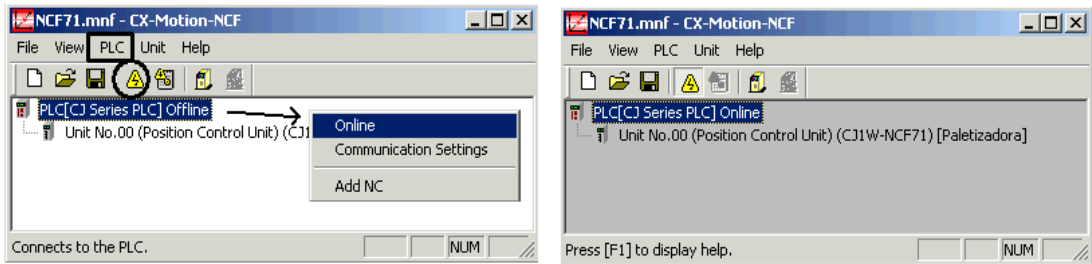 NCF71.mnf - CX-Motion-NCF
File View PLC Unit Help
PLC[CJ Series PLC] Offline
Unit No.00 (Position Control Unit) (CJ1
Online
Communication Settings
Add NC
Connects to the PLC.
NUM
NCF71.mnf - CX-Motion-NCF
File View PLC Unit Help
PLC[CJ Series PLC] Online
Unit No.00 (Position Control Unit) (CJ1W-NCF71) [Paletizadora]
Press [F1] to display help.
NUM